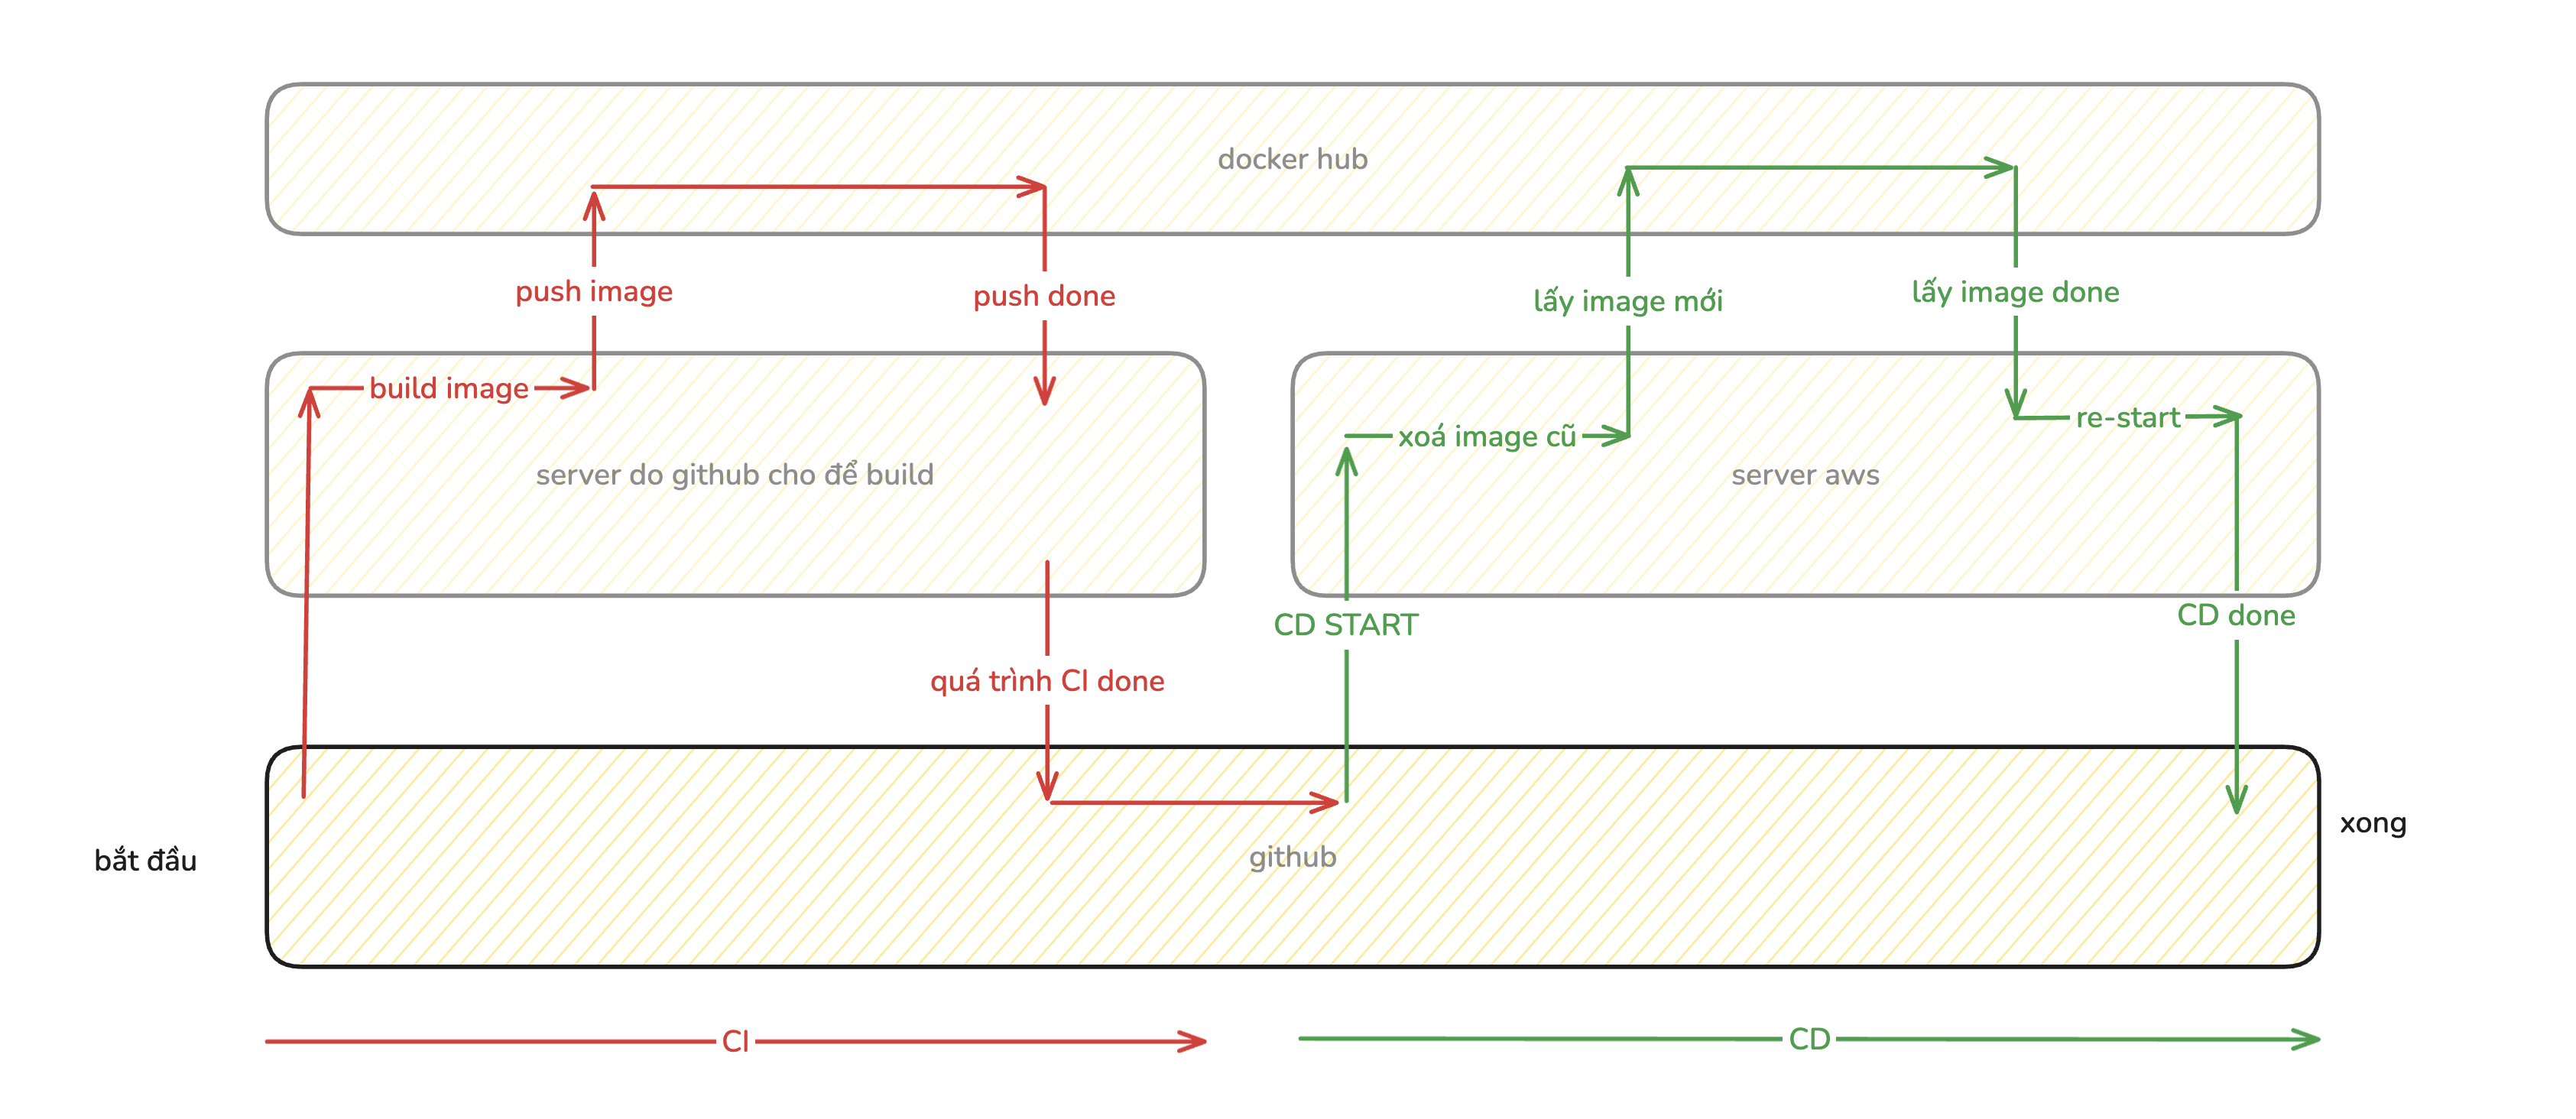 docker hub
push image
push done
lấy image mới
lấy image done
build image
xoá image cũ
re-start
server do github cho để build
server aws
CD START
CD done
quá trình CI done
bắt đầu
github
xong
CI
CD